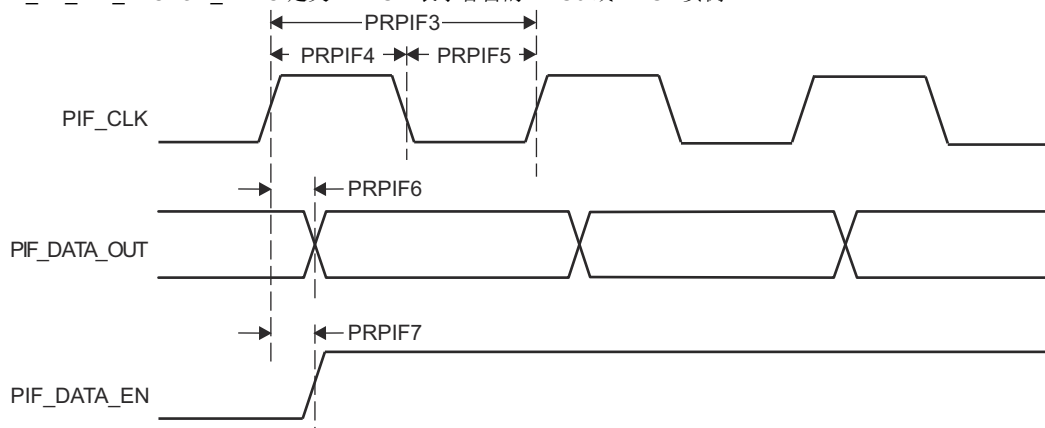 PRPIF3
PRPIF4 PRPIF5
PIF_CLK
PRPIF6
PIF_DATA_OUT
PRPIF7
PIF_DATA_EN